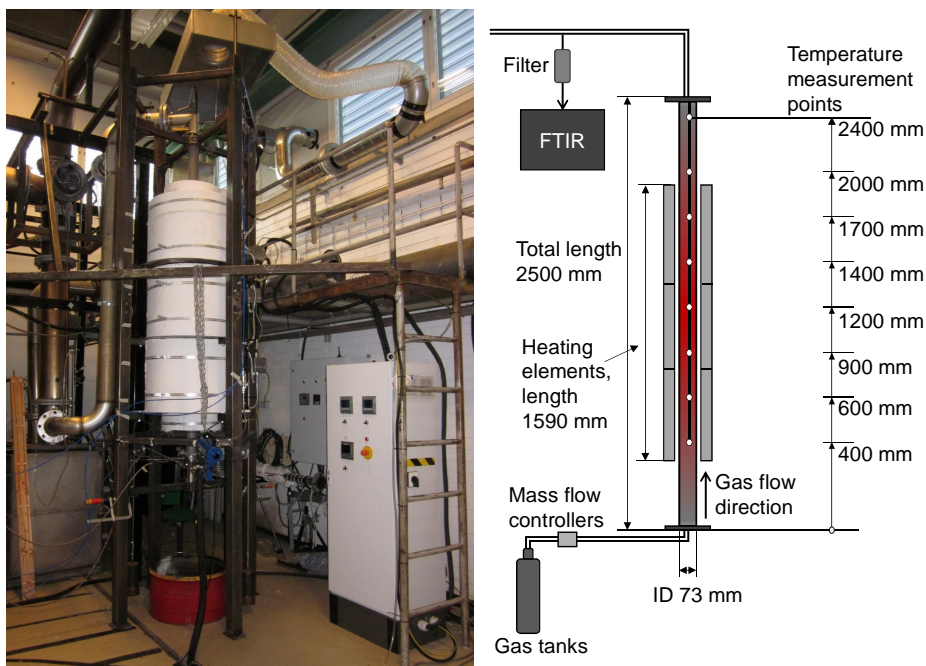 Filter
FTIR
Temperature
measurement
points
2400 mm
2000 mm
1700 mm
1400 mm
1200 mm
900 mm
600 mm
400 mm
Total length
2500 mm
Heating
elements,
length
1590 mm
Gas flow
direction
Mass flow
controllers
ID 73 mm
Gas tanks